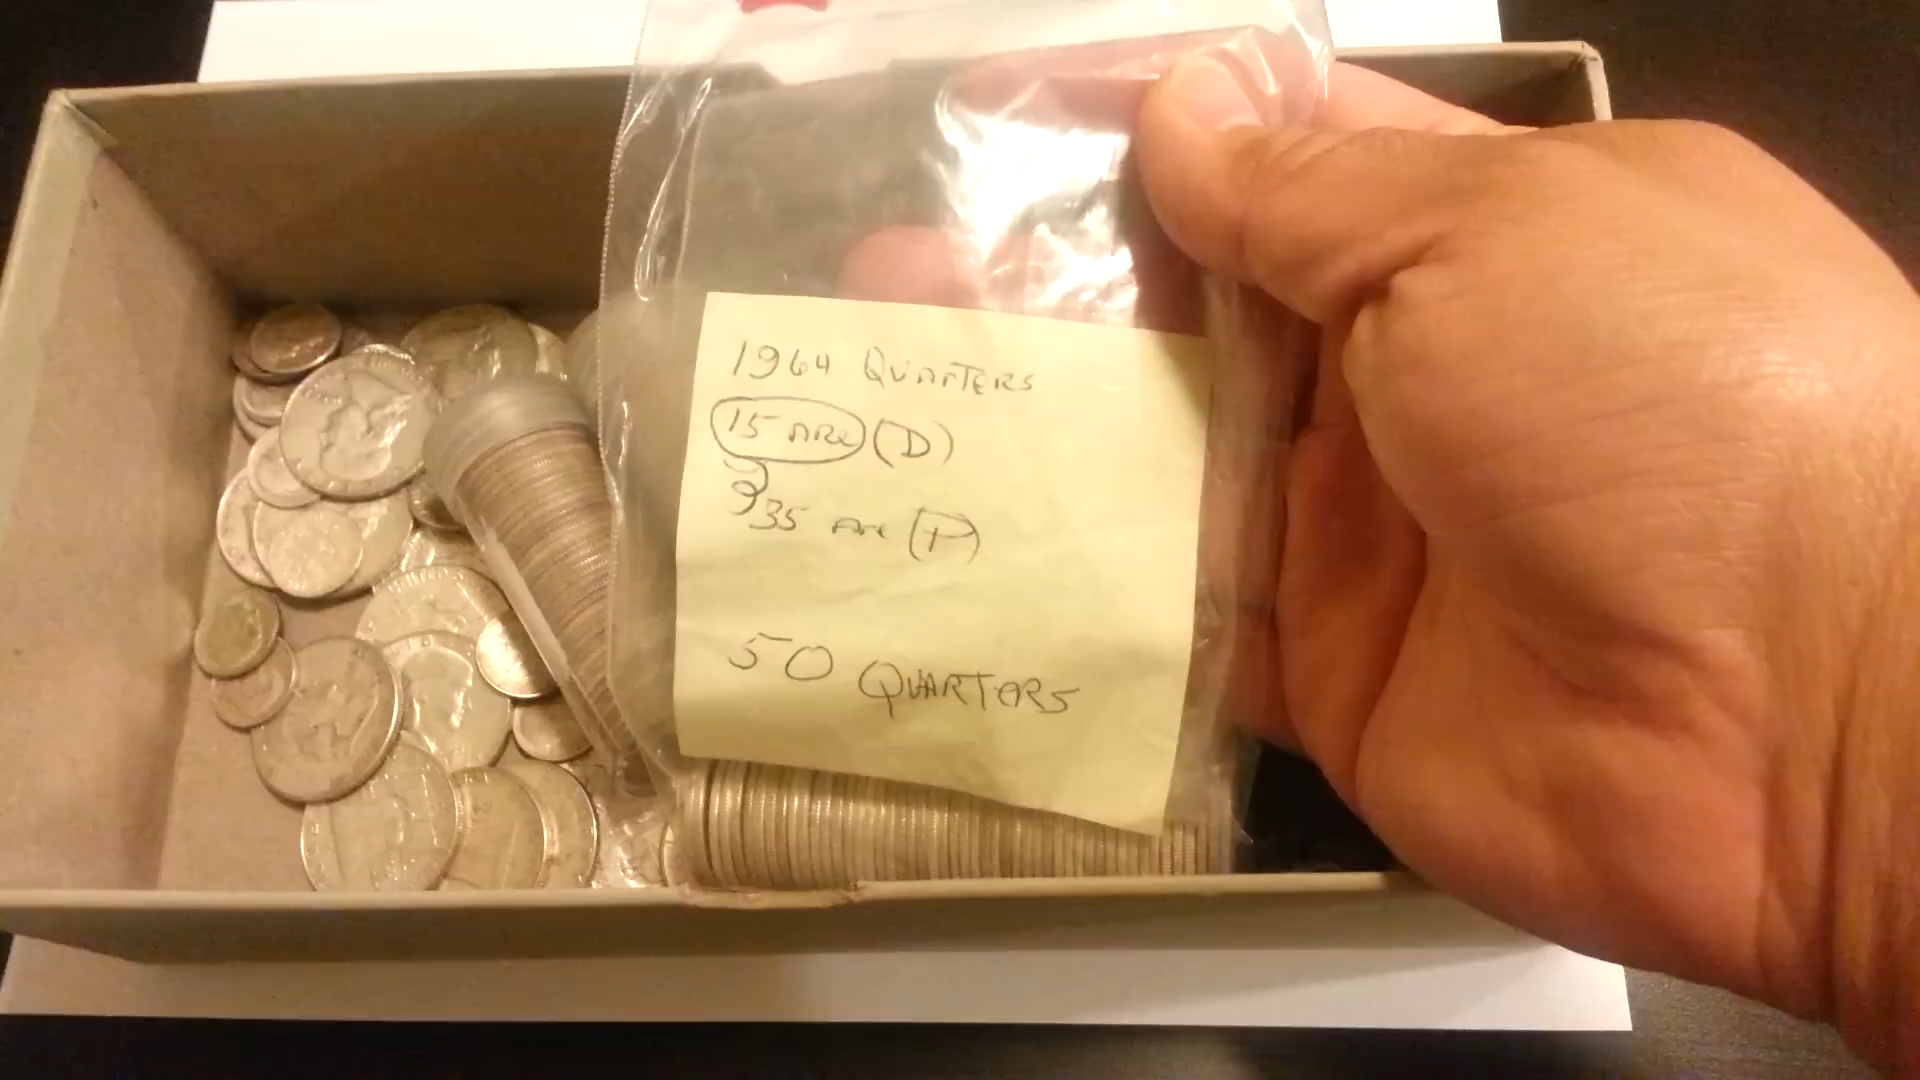 1964 QUARTERS
15 ARE (D)
35 ARE (P)
50 QUARTERS